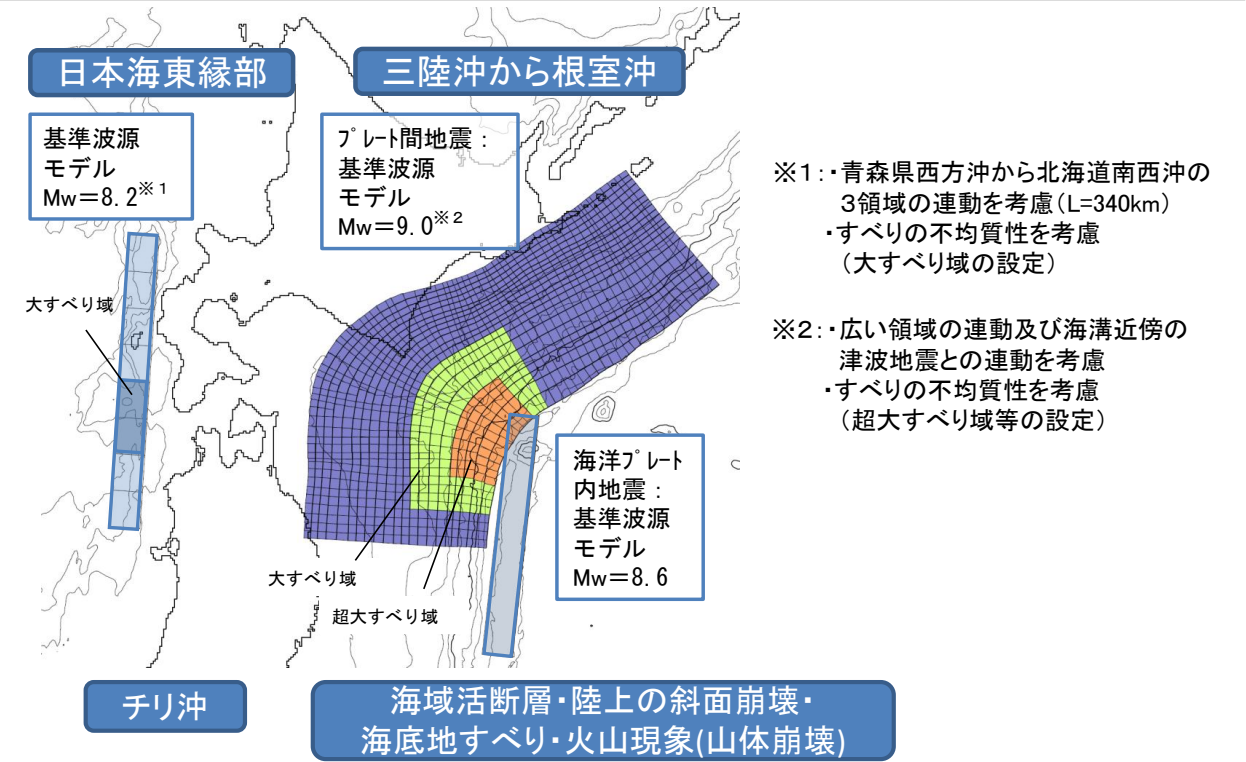 日本海東縁部
三陸沖から根室沖
基準波源
モデル
Mw=8.2※1
プレート間地震:
基準波源
モデル
Mw=9.0※2
大すべり域
大すべり域
超大すべり域
海洋プレート
内地震:
基準波源
モデル
Mw=8.6
※1:・青森県西方沖から北海道南西沖の
3領域の連動を考慮(L=340km)
・すべりの不均質性を考慮
(大すべり域の設定)
※2:・広い領域の連動及び海溝近傍の
津波地震との連動を考慮
・すべりの不均質性を考慮
(超大すべり域等の設定)
チリ沖
海域活断層・陸上の斜面崩壊・
海底地すべり・火山現象(山体崩壊)